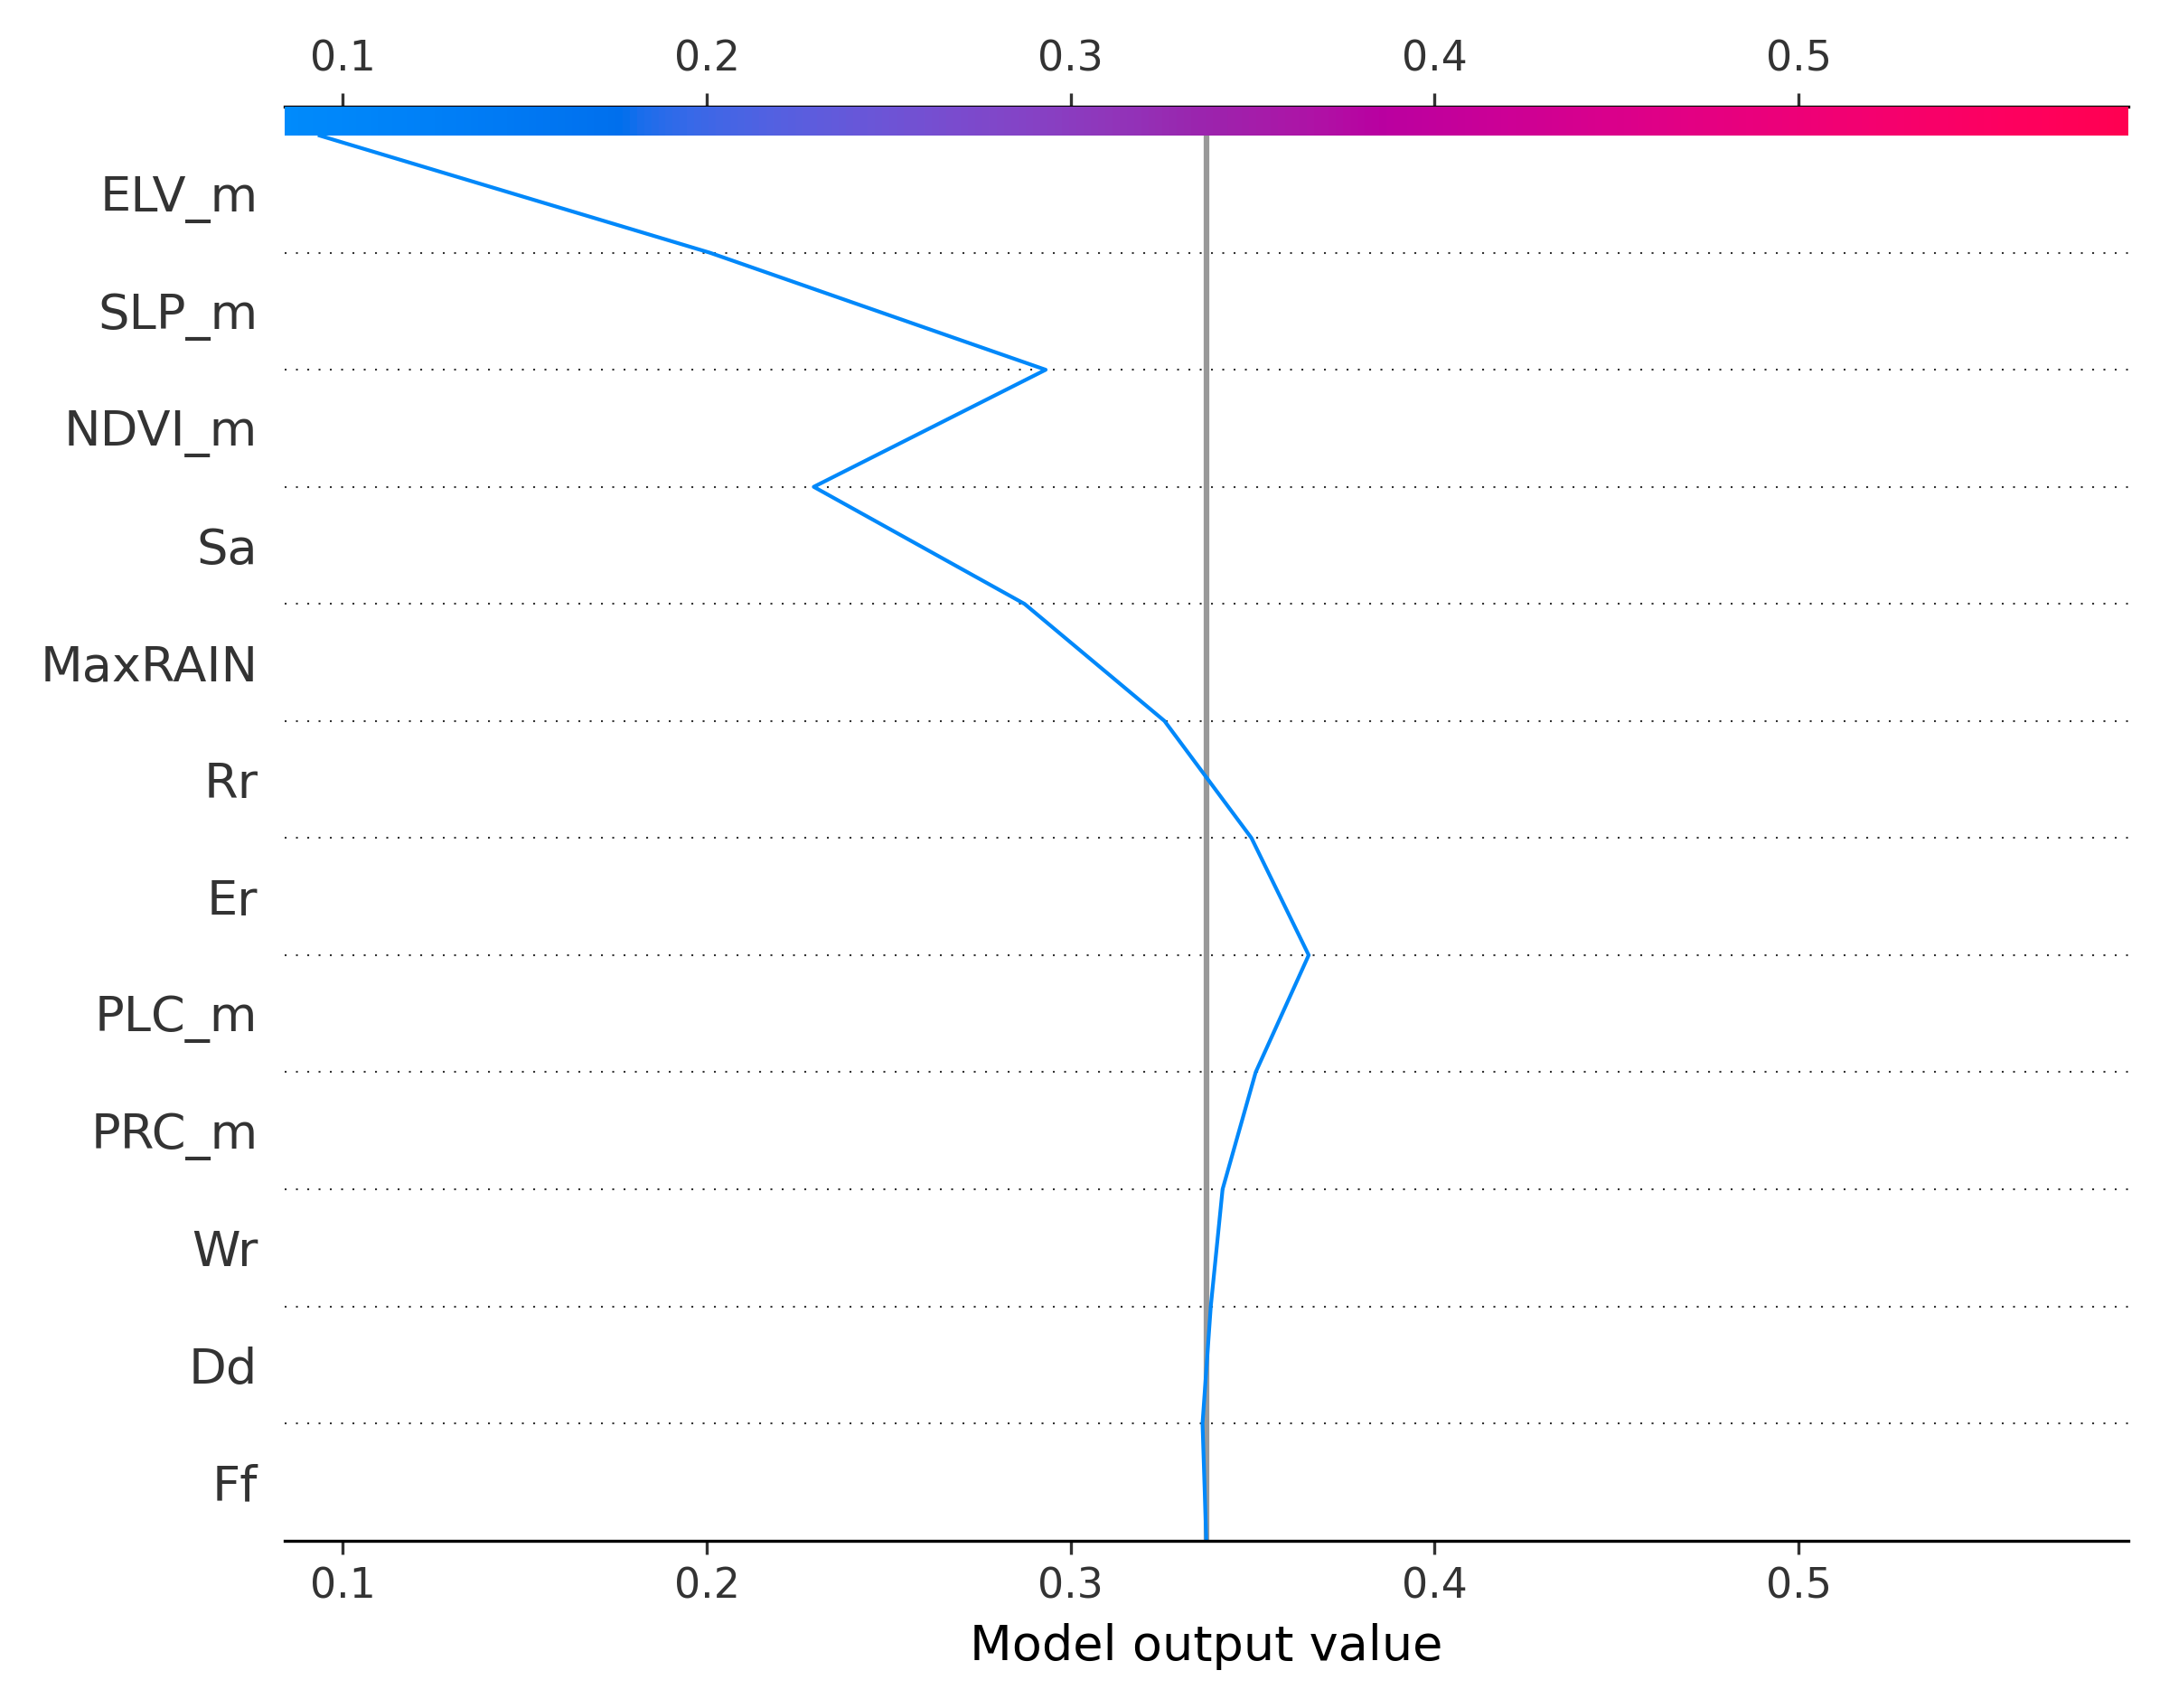 0.1 0.2 0.3 0.4 0.5
ELV_m
SLP_m
NDVI_m
Sa
MaxRAIN
Rr
Er
PLC_m
PRC_m
Wr
Dd
Ff
0.1 0.2 0.3 0.4 0.5
Model output value